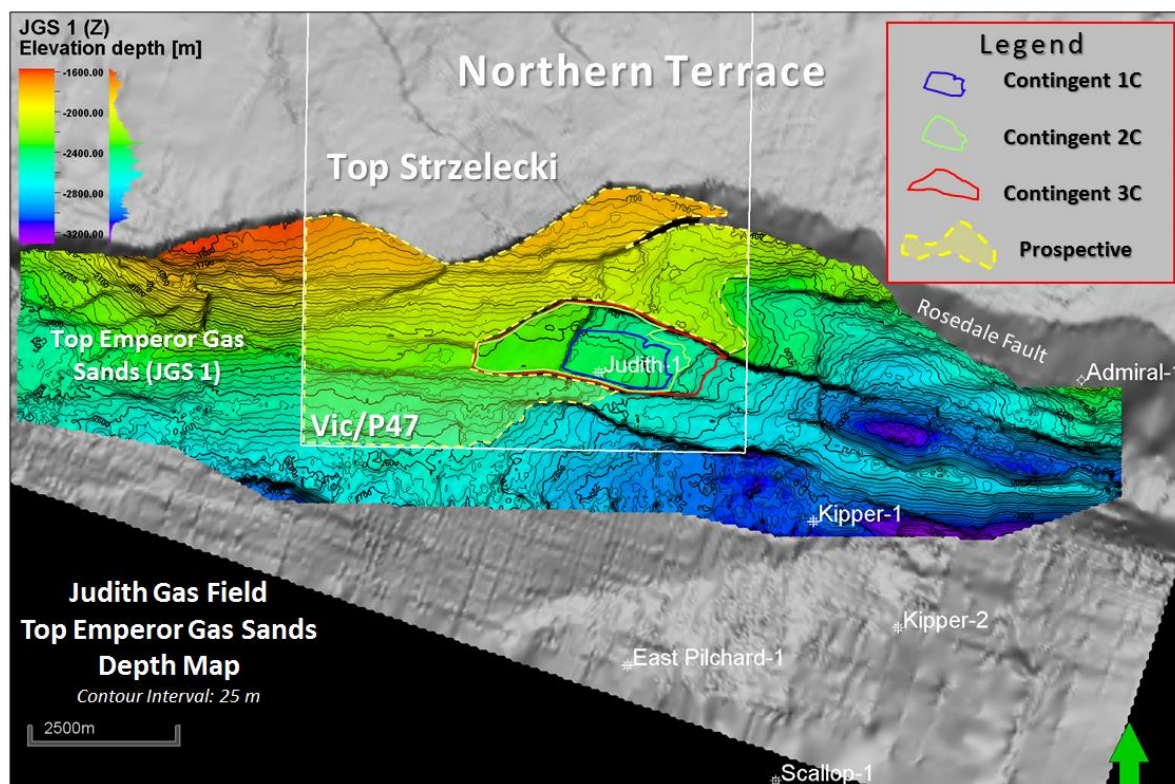 JGS 1 (Z)
Elevation depth [m]
-1600.00
-2000.00
-2400.00
-2800.00
-3200.00
Northern Terrace
Top Strzelecki
Legend
Contingent 1C
Contingent 2C
Contingent 3C
Prospective
Rosedale Fault
Admiral-1
Top Emperor Gas
Sands (JGS 1)
Judith-1
Vic/P47
Kipper-1
Kipper-2
East Pilchard-1
Scallop-1
Judith Gas Field
Top Emperor Gas Sands
Depth Map
Contour Interval: 25 m
2500m